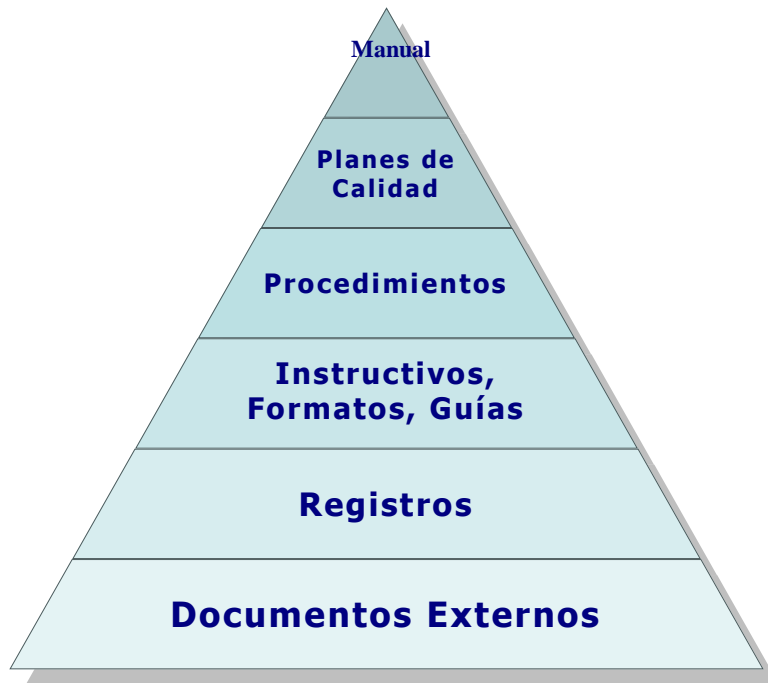 Manual
Planes de
Calidad
Procedimientos
Instructivos,
Formatos, Guías
Registros
Documentos Externos